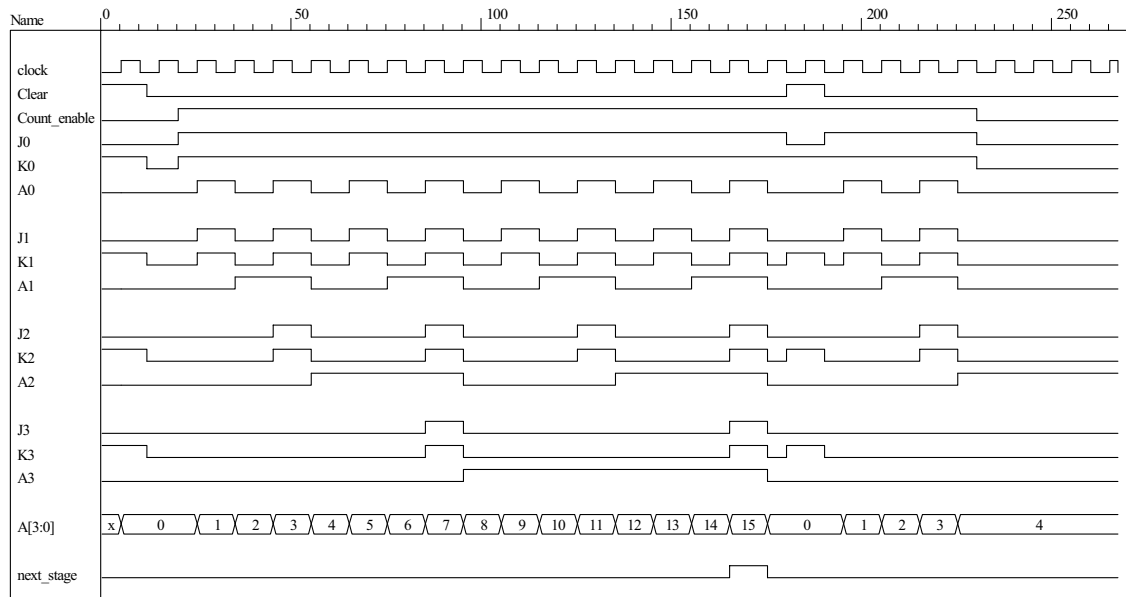 Name 0 50 100 150 200 250
clock
Clear
Count_enable
J0
K0
A0
J1
K1
A1
J2
K2
A2
J3
K3
A3
A[3:0] x 0 1 2 3 4 5 6 7 8 9 10 11 12 13 14 15 0 1 2 3 4
next_stage